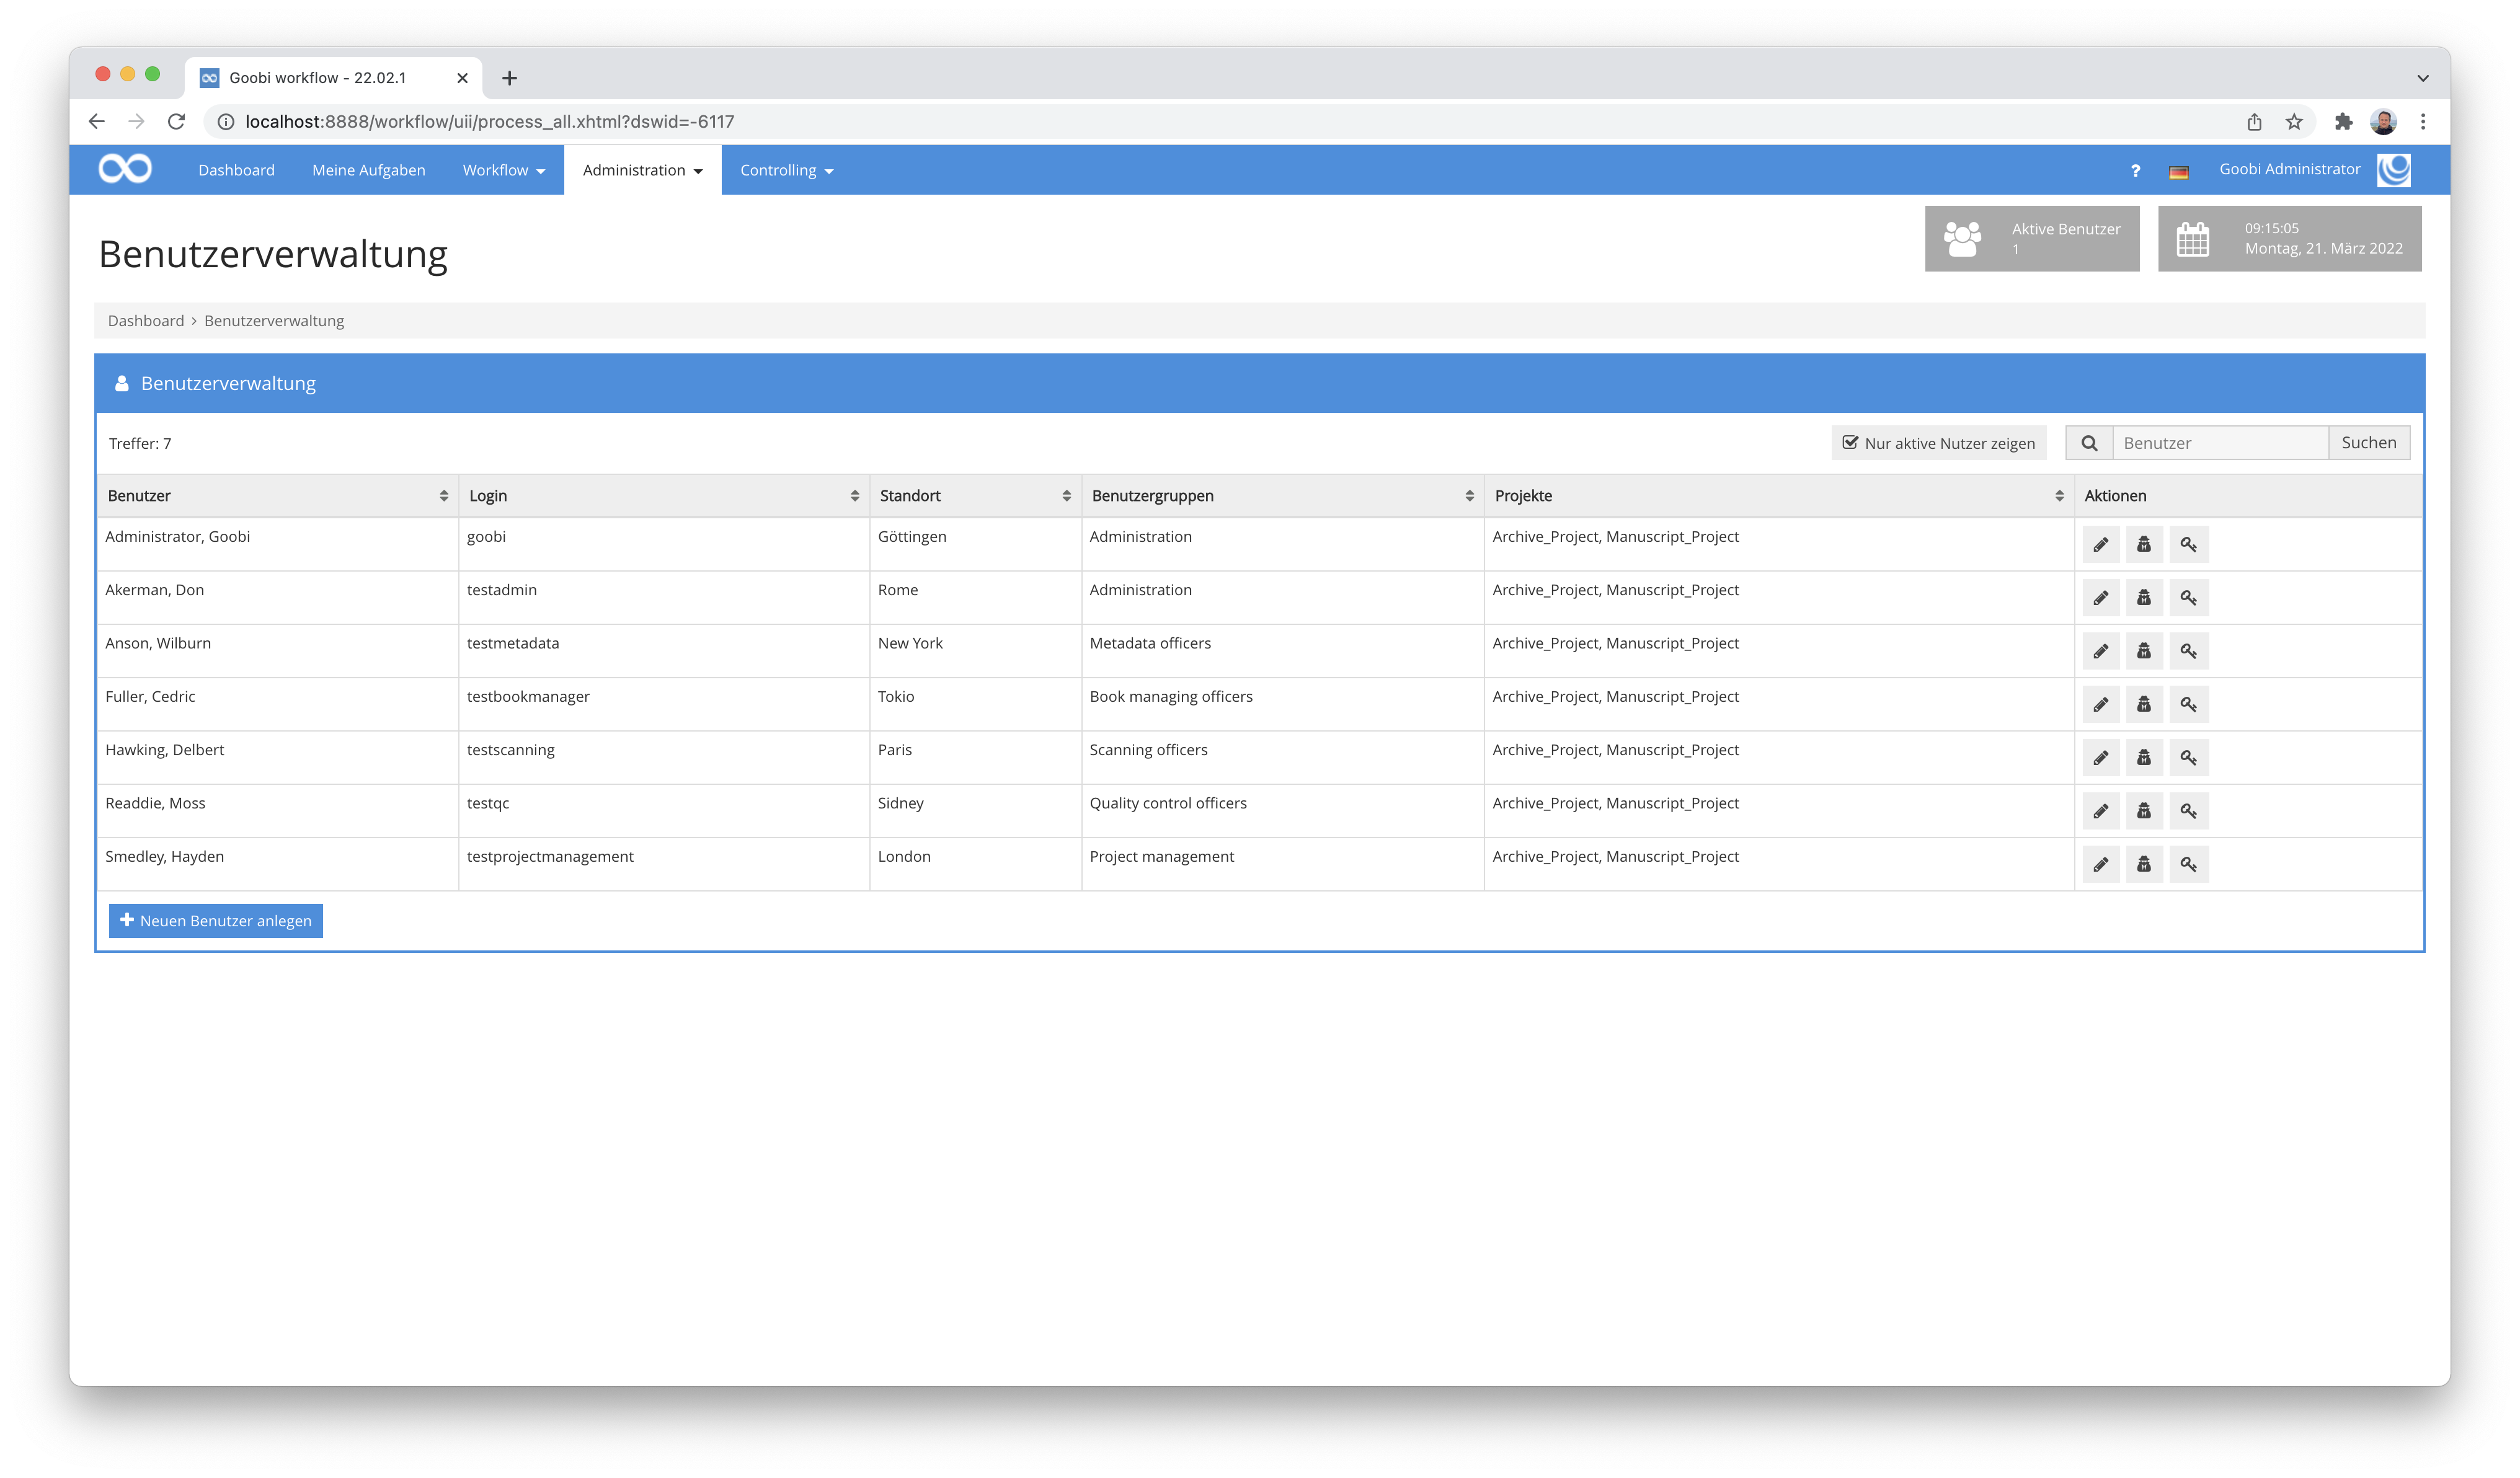 Goobi workflow - 22.02.1
localhost:8888/workflow/uii/process_all.xhtml?dswid=-6117
Dashboard Meine Aufgaben Workflow Administration Controlling ? Goobi Administrator
Benutzerverwaltung
Aktive Benutzer
1
09:15:05
Montag, 21. März 2022
Dashboard › Benutzerverwaltung
Benutzerverwaltung
Treffer: 7 Nur aktive Nutzer zeigen Benutzer Suchen
Benutzer Login Standort Benutzergruppen Projekte Aktionen
Administrator, Goobi goobi Göttingen Administration Archive_Project, Manuscript_Project
Akerman, Don testadmin Rome Administration Archive_Project, Manuscript_Project
Anson, Wilburn testmetadata New York Metadata officers Archive_Project, Manuscript_Project
Fuller, Cedric testbookmanager Tokio Book managing officers Archive_Project, Manuscript_Project
Hawking, Delbert testscanning Paris Scanning officers Archive_Project, Manuscript_Project
Readdie, Moss testqc Sidney Quality control officers Archive_Project, Manuscript_Project
Smedley, Hayden testprojectmanagement London Project management Archive_Project, Manuscript_Project
Neuen Benutzer anlegen